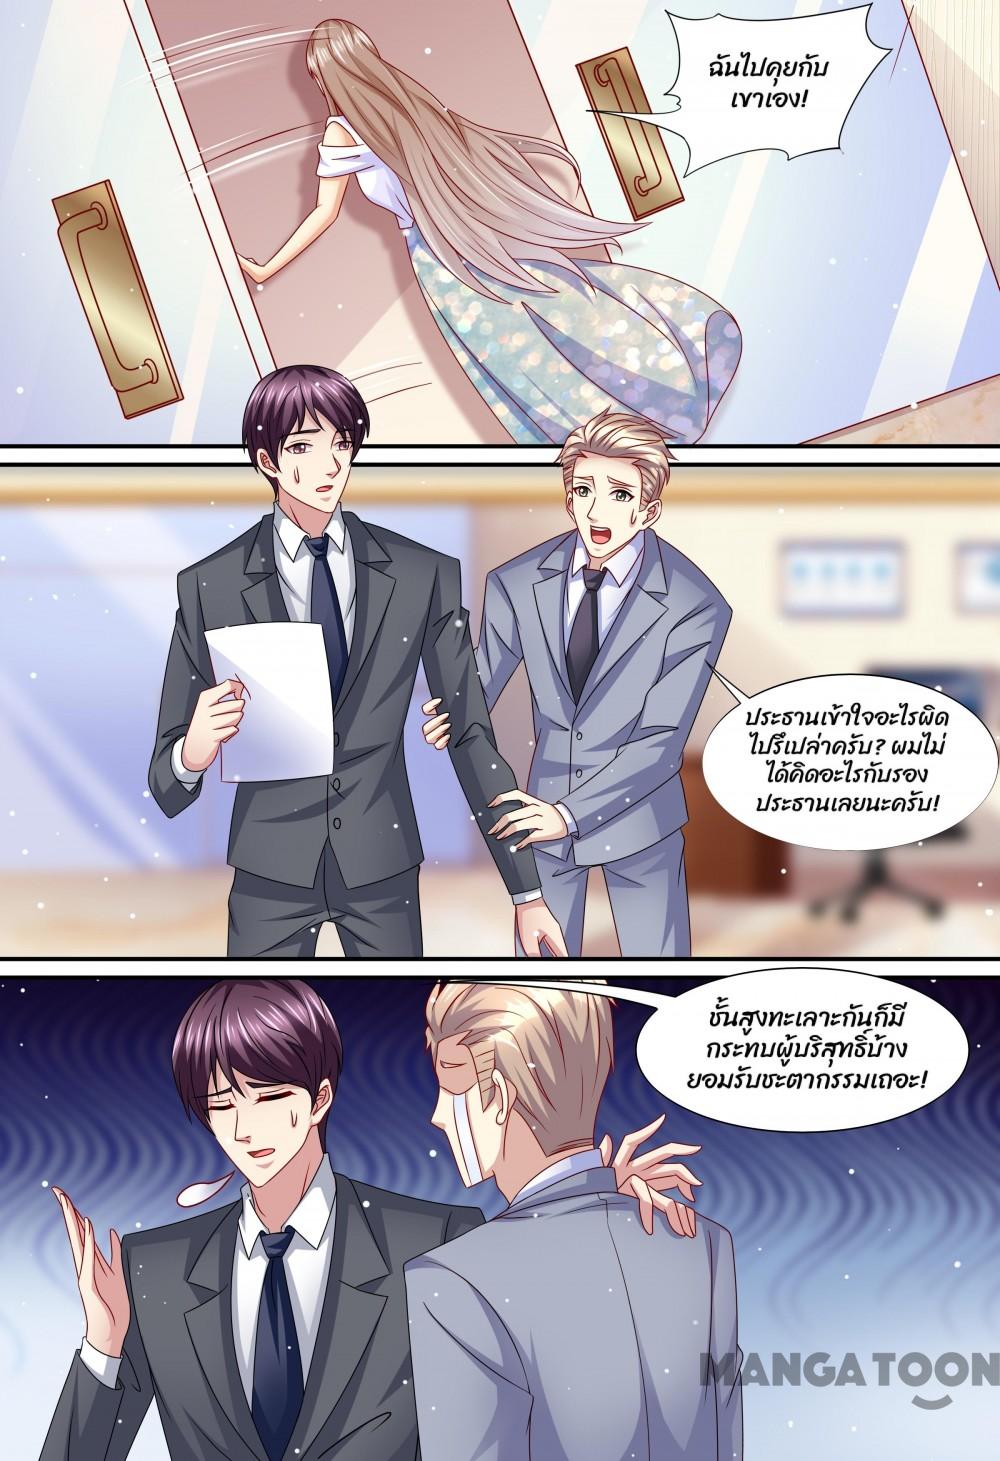 ฉันไปคุยกับ
เขาเอง!
ประธานเข้าใจอะไรผิด
ไปรึเปล่าครับ? ผมไม่
ได้คิดอะไรกับรอง
ประธานเลยนะครับ!
ชั้นสูงทะเลาะกันก็มี
กระทบผู้บริสุทธิ์บ้าง
ยอมรับชะตากรรมเถอะ!
MANGATOON